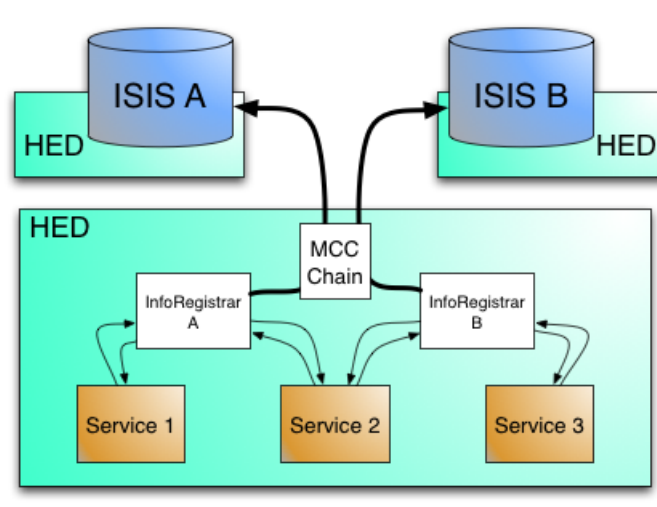 ISIS A
ISIS B
HED
HED
HED
MCC
Chain
InfoRegistrar
A
InfoRegistrar
B
Service 1
Service 2
Service 3